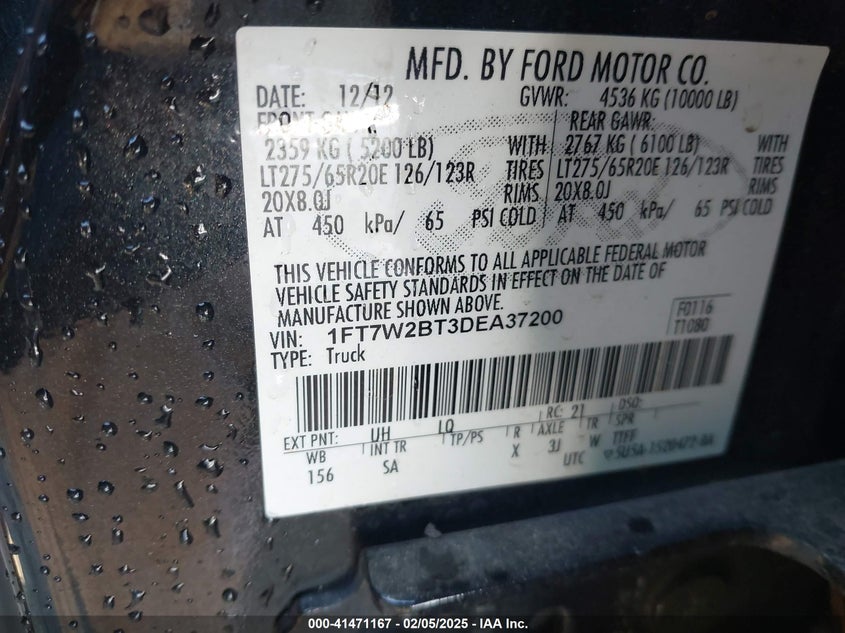 MFD. BY FORD MOTOR CO.
DATE: 12/12 GVWR: 4536 KG (10000 LB)
FRONT GAWR: REAR GAWR:
2359 KG ( 5200 LB) WITH 2767 KG ( 6100 LB) WITH
LT275/65R20E 126/123R TIRES LT275/65R20E 126/123R TIRES
20X8.0J RIMS 20X8.0J RIMS
AT 450 kPa/ 65 PSI COLD AT 450 kPa/ 65 PSI COLD
THIS VEHICLE CONFORMS TO ALL APPLICABLE FEDERAL MOTOR
VEHICLE SAFETY STANDARDS IN EFFECT ON THE DATE OF
MANUFACTURE SHOWN ABOVE.
VIN: 1FT7W2BT3DEA37200
TYPE: Truck
F0116
T1080
EXT PNT: UH LQ RC: 21 DSO:
WB INT TR TP/PS R AXLE TR SPR
156 SA X 3J W TTFF
UTC
000-41471167 - 02/05/2025 - IAA Inc.